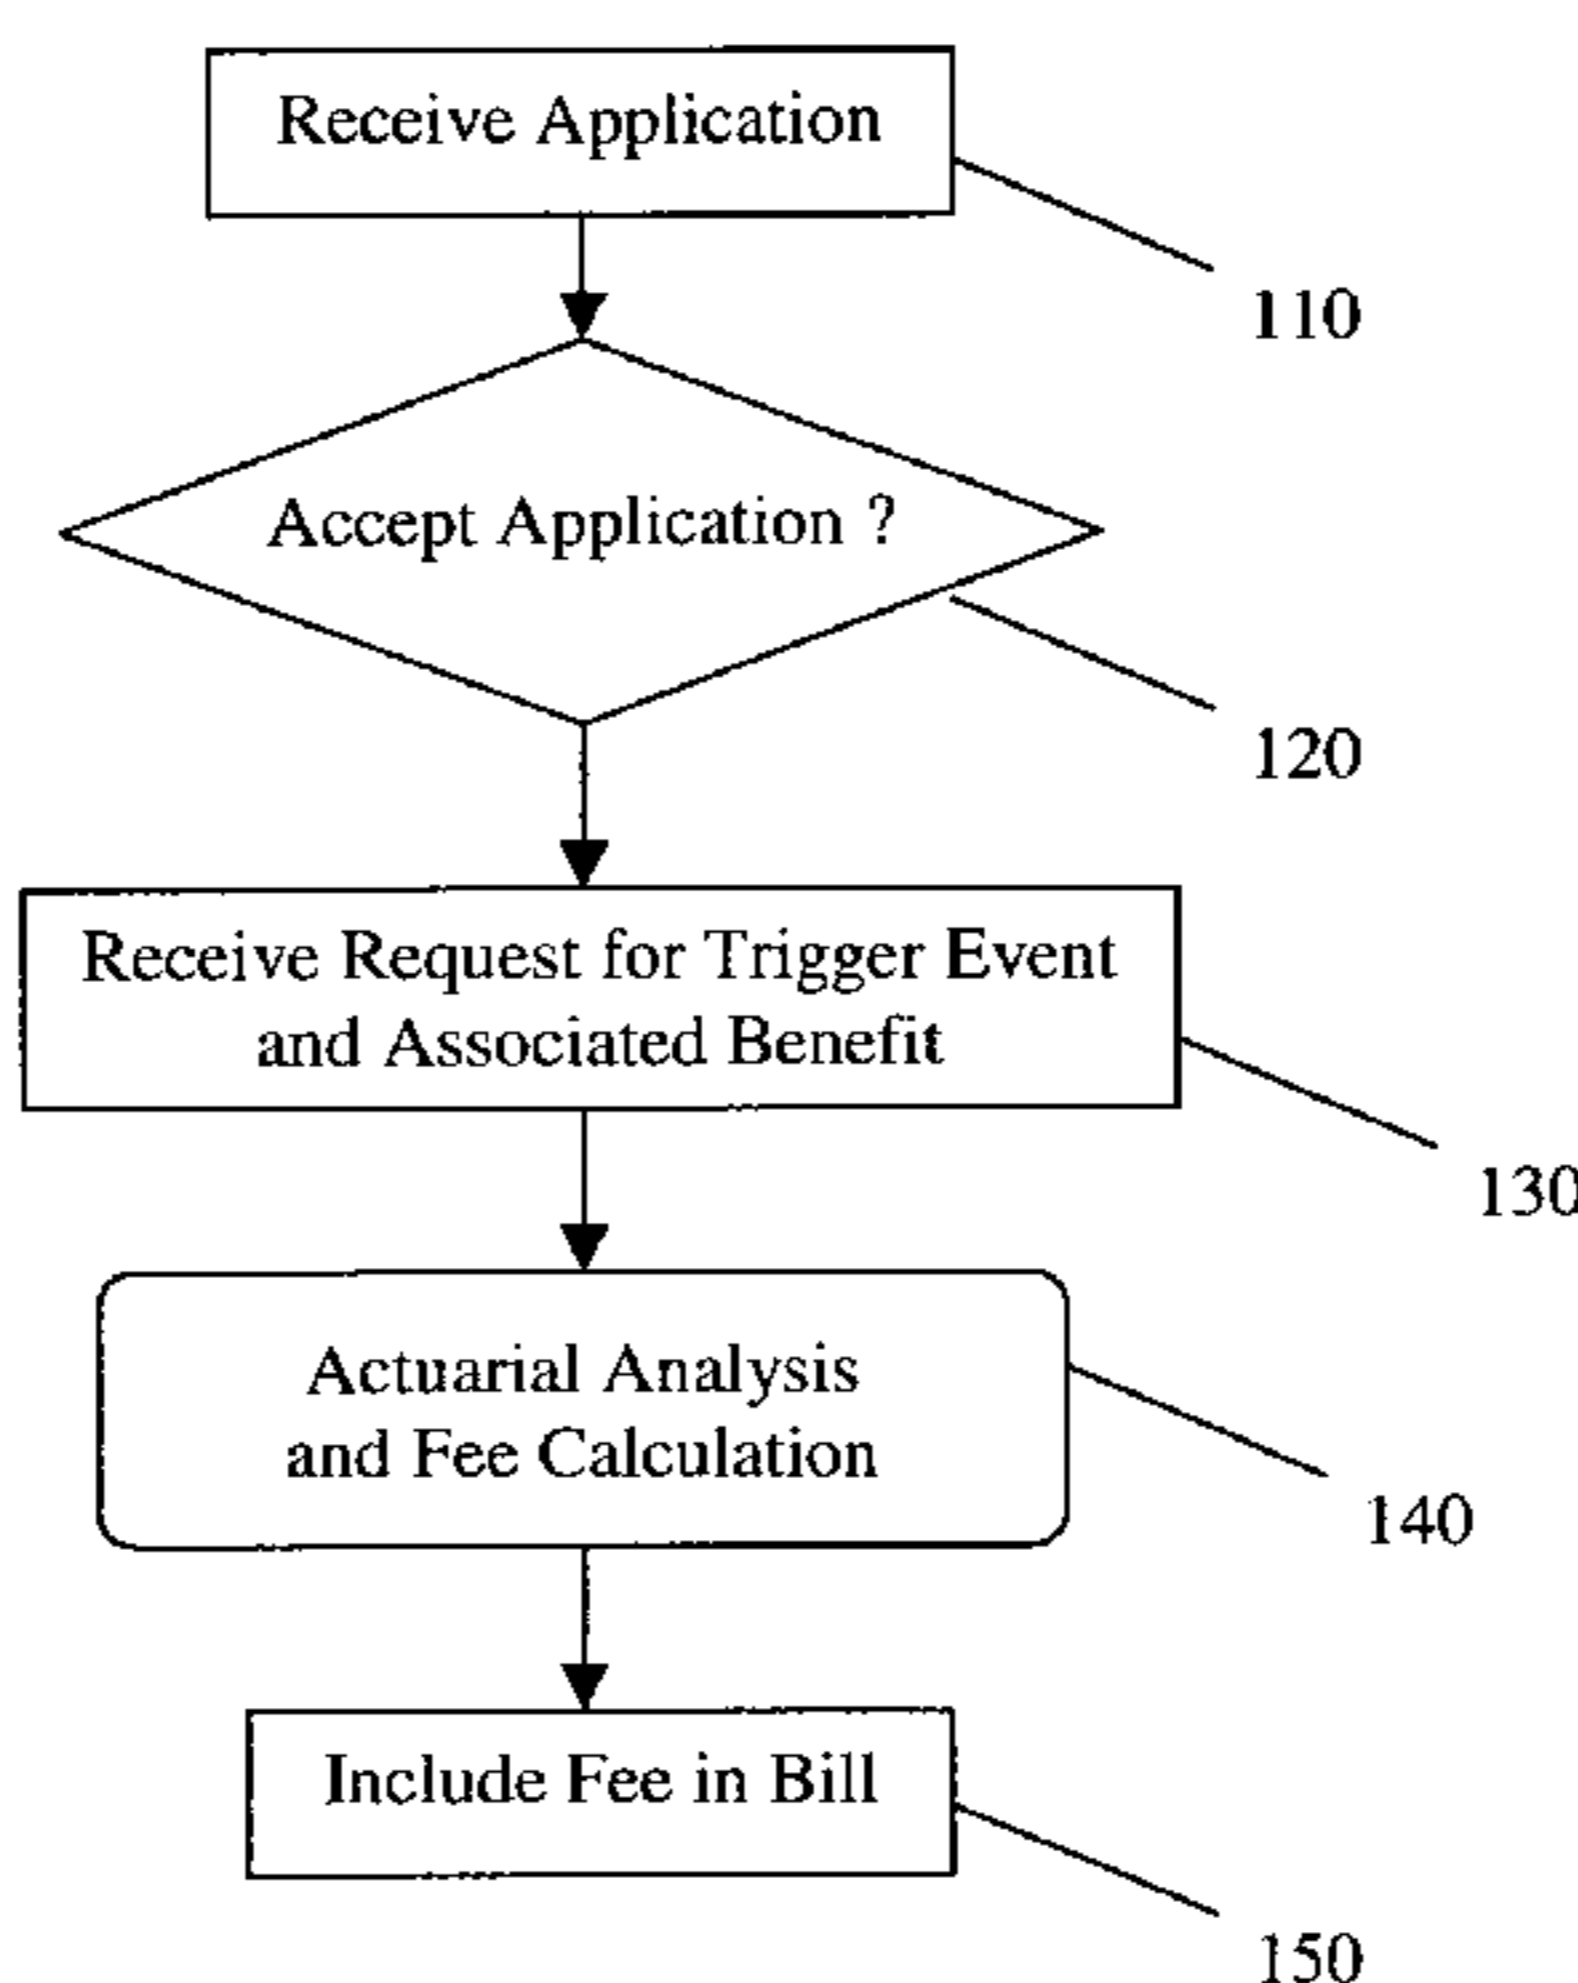 Receive Application
110
Accept Application ?
120
Receive Request for Trigger Event
and Associated Benefit
130
Actuarial Analysis
and Fee Calculation
140
Include Fee in Bill
150